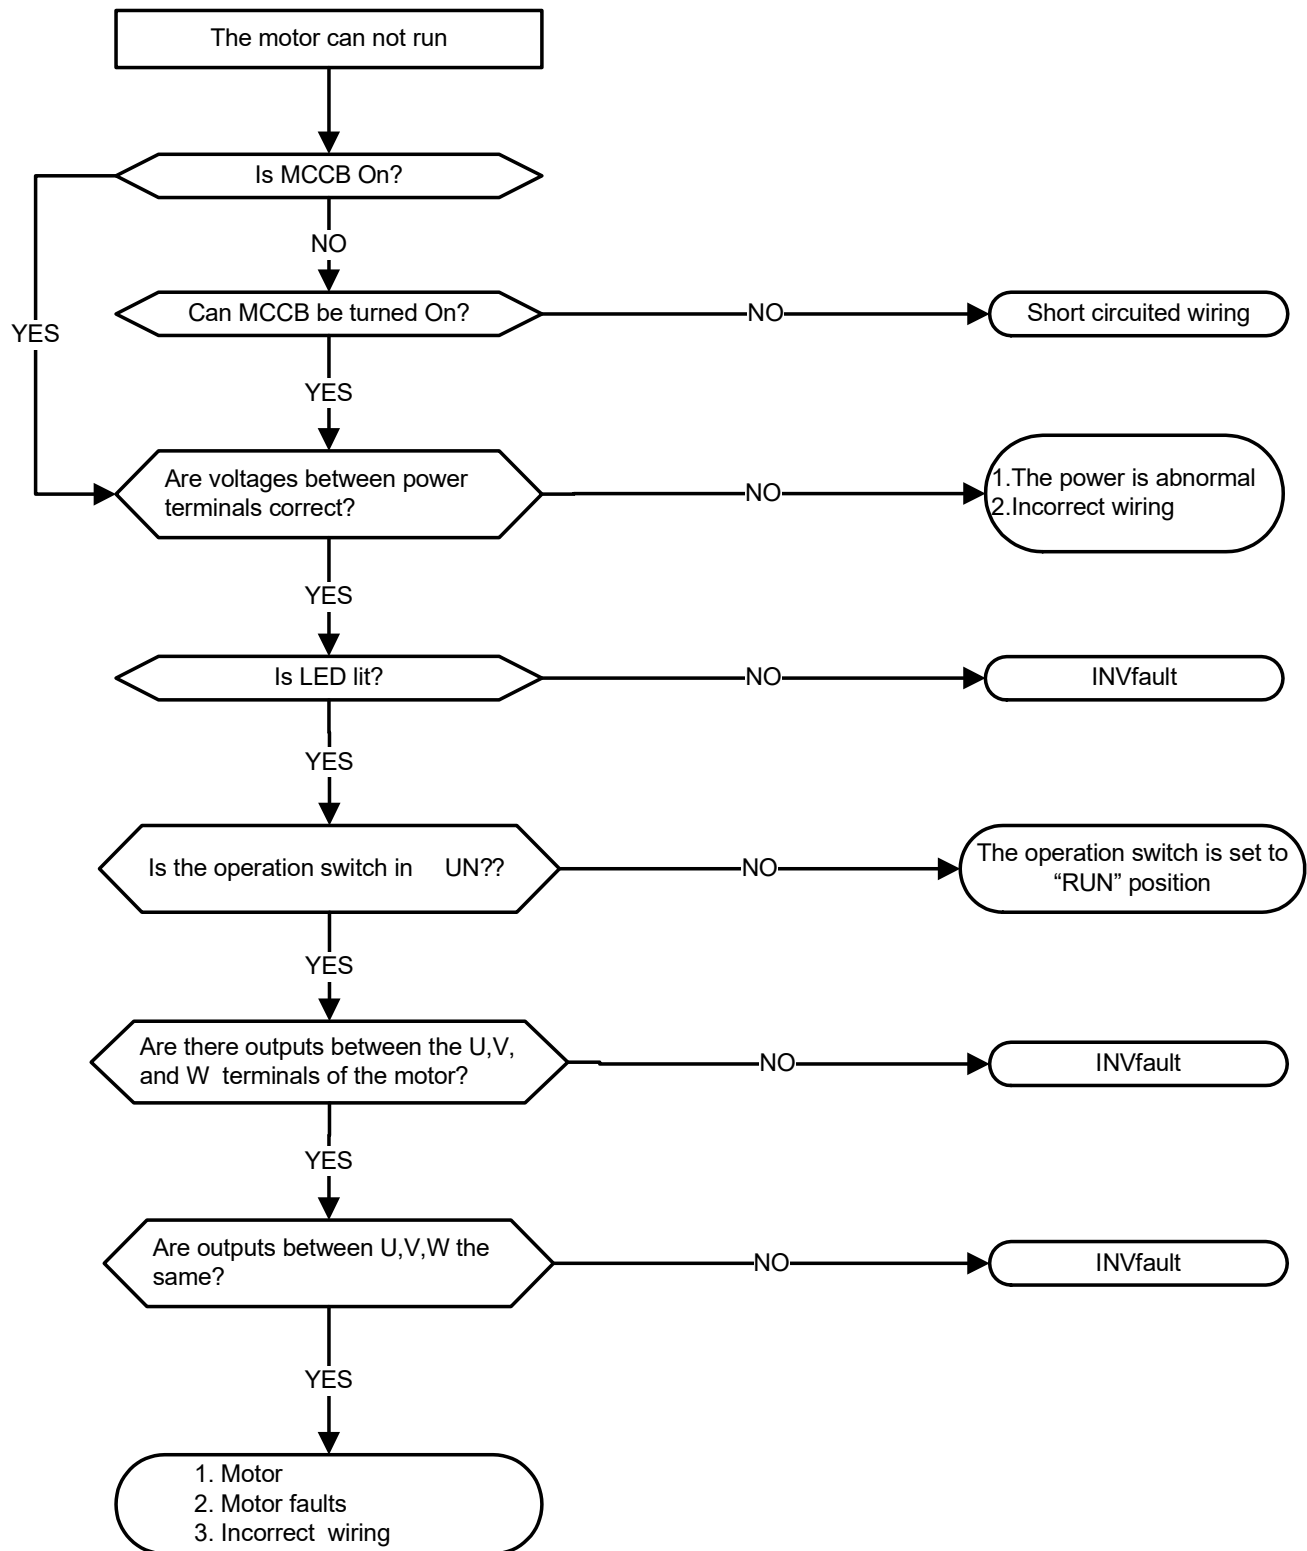 The motor can not run
Is MCCB On?
NO
YES
Can MCCB be turned On?
NO
Short circuited wiring
YES
Are voltages between power
terminals correct?
NO
1.The power is abnormal
2.Incorrect wiring
YES
Is LED lit?
NO
INVfault
YES
Is the operation switch in UN??
NO
The operation switch is set to
“RUN” position
YES
Are there outputs between the U,V,
and W terminals of the motor?
NO
INVfault
YES
Are outputs between U,V,W the
same?
NO
INVfault
YES
1. Motor
2. Motor faults
3. Incorrect wiring